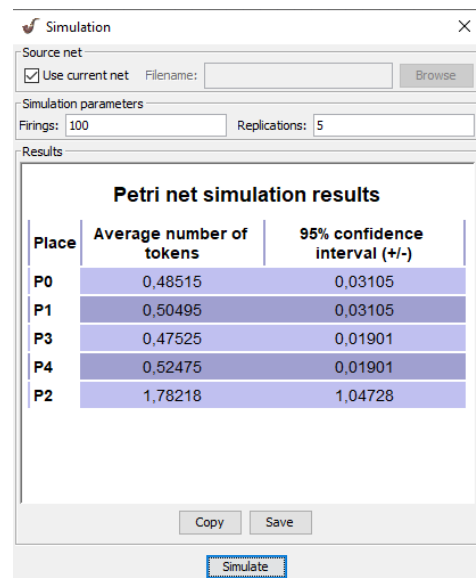 Simulation
Source net
Use current net Filename: Browse
Simulation parameters
Firings: 100 Replications: 5
Results
Petri net simulation results
Place Average number of tokens 95% confidence interval (+/-)
P0 0,48515 0,03105
P1 0,50495 0,03105
P3 0,47525 0,01901
P4 0,52475 0,01901
P2 1,78218 1,04728
Copy Save
Simulate